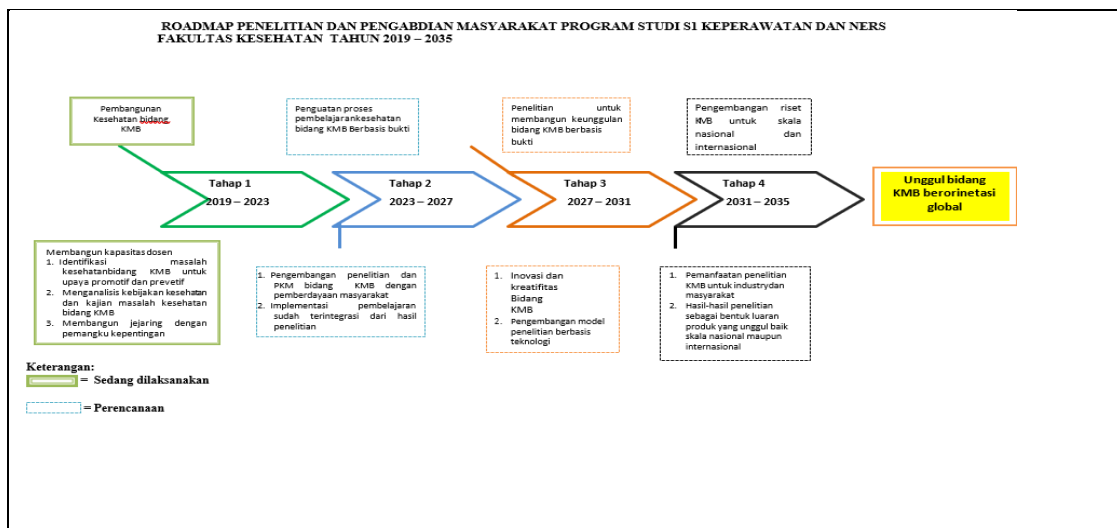 ROADMAP PENELITIAN DAN PENGABDIAN MASYARAKAT PROGRAM STUDI S1 KEPERAWATAN DAN NERS
FAKULTAS KESEHATAN TAHUN 2019 – 2035
Pembangunan
Kesehatan bidang
KMB
Penguatan proses
pembelajarankesehatan
bidang KMB Berbasis bukti
Penelitian untuk
membangun keunggulan
bidang KMB berbasis
bukti
Pengembangan riset
KMB untuk skala
nasional dan
internasional
Tahap 1
2019 – 2023
Tahap 2
2023 – 2027
Tahap 3
2027 – 2031
Tahap 4
2031 – 2035
Unggul bidang
KMB berorinetasi
global
Membangun kapasitas dosen
1. Identifikasi masalah
kesehatanbidang KMB untuk
upaya promotif dan prevetif
2. Menganalisis kebijakan kesehatan
dan kajian masalah kesehatan
bidang KMB
3. Membangun jejaring dengan
pemangku kepentingan
1. Pengembangan penelitian dan
PKM bidang KMB dengan
pemberdayaan masyarakat
2. Implementasi pembelajaran
sudah terintegrasi dari hasil
penelitian
1. Inovasi dan
kreatifitas
Bidang
KMB
2. Pengembangan model
penelitian berbasis
teknologi
1. Pemanfaatan penelitian
KMB untuk industrydan
masyarakat
2. Hasil-hasil penelitian
sebagai bentuk luaran
produk yang unggul baik
skala nasional maupun
internasional
Keterangan:
= Sedang dilaksanakan
= Perencanaan